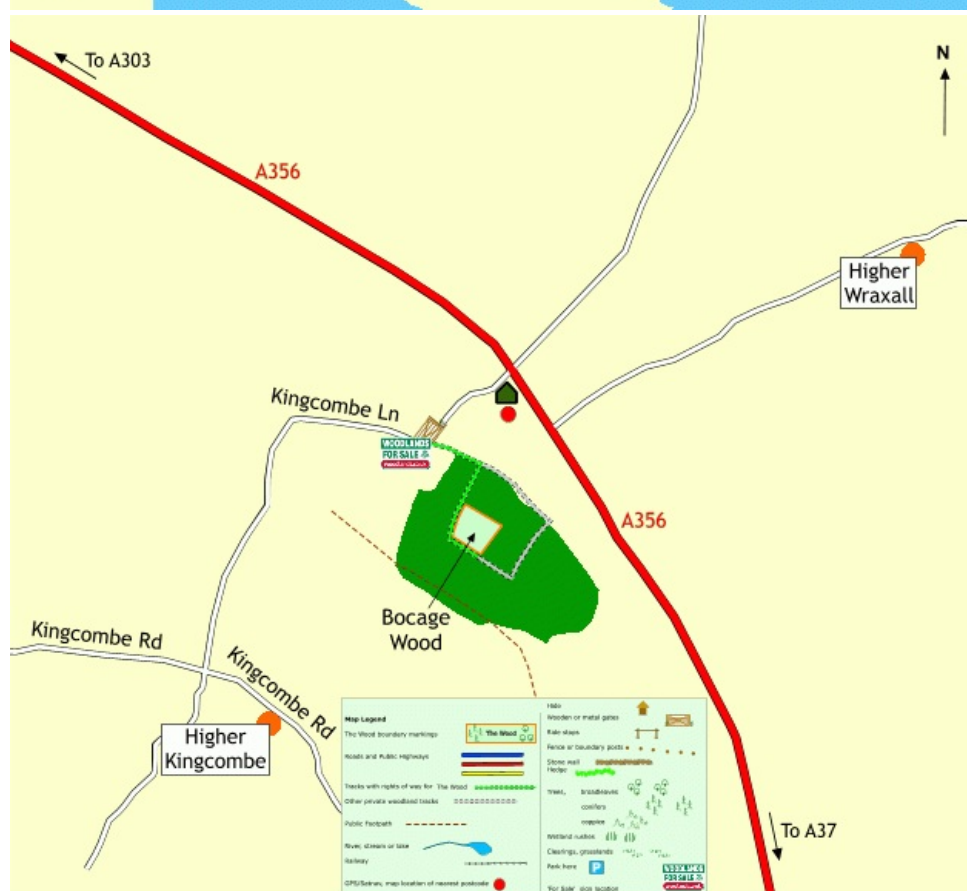 To A303
N
A356
Higher
Wraxall
Kingcombe Ln
WOODLANDS
FOR SALE
A356
Bocage
Wood
Kingcombe Rd
Kingcombe Rd
Higher
Kingcombe
To A37
Map Legend
The Wood boundary markings
The Wood
Roads and Public Highways
Tracks with rights of way for The Wood
Other private woodland tracks
Public Footpath
River, stream or lake
Railway
GPS/Satnav, map location of nearest postcode
Hide
Wooden or metal gates
Ride stops
Fence or boundary posts
Stone wall
Hedge
Trees, broadleaves
conifers
coppice
Wetland rushes
Clearings, grasslands
Park here
P
WOODLANDS
FOR SALE
'For Sale' sign location